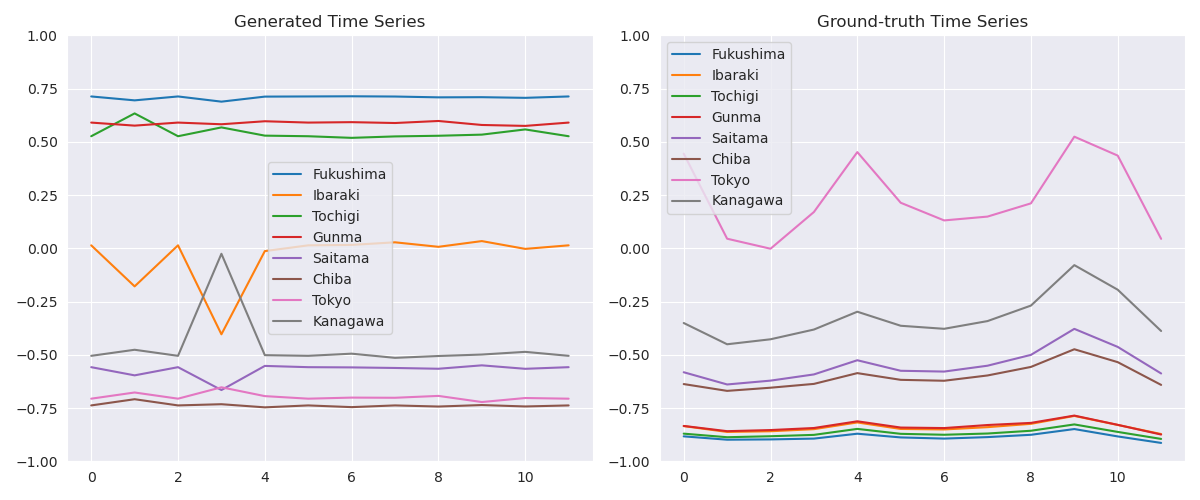 Generated Time Series
1.00
0.75
0.50
0.25
0.00
−0.25
−0.50
−0.75
−1.00
0 2 4 6 8 10
Fukushima
Ibaraki
Tochigi
Gunma
Saitama
Chiba
Tokyo
Kanagawa
Ground-truth Time Series
1.00
0.75
0.50
0.25
0.00
−0.25
−0.50
−0.75
−1.00
0 2 4 6 8 10
Fukushima
Ibaraki
Tochigi
Gunma
Saitama
Chiba
Tokyo
Kanagawa